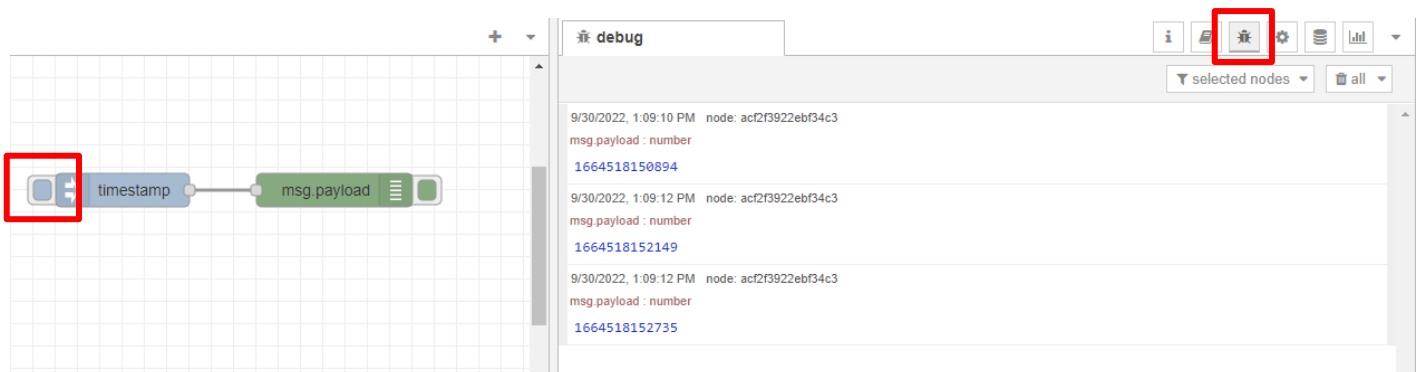 debug
selected nodes
all
timestamp
msg.payload
9/30/2022, 1:09:10 PM node: acf2f3922ebf34c3
msg.payload : number
1664518150894
9/30/2022, 1:09:12 PM node: acf2f3922ebf34c3
msg.payload : number
1664518152149
9/30/2022, 1:09:12 PM node: acf2f3922ebf34c3
msg.payload : number
1664518152735